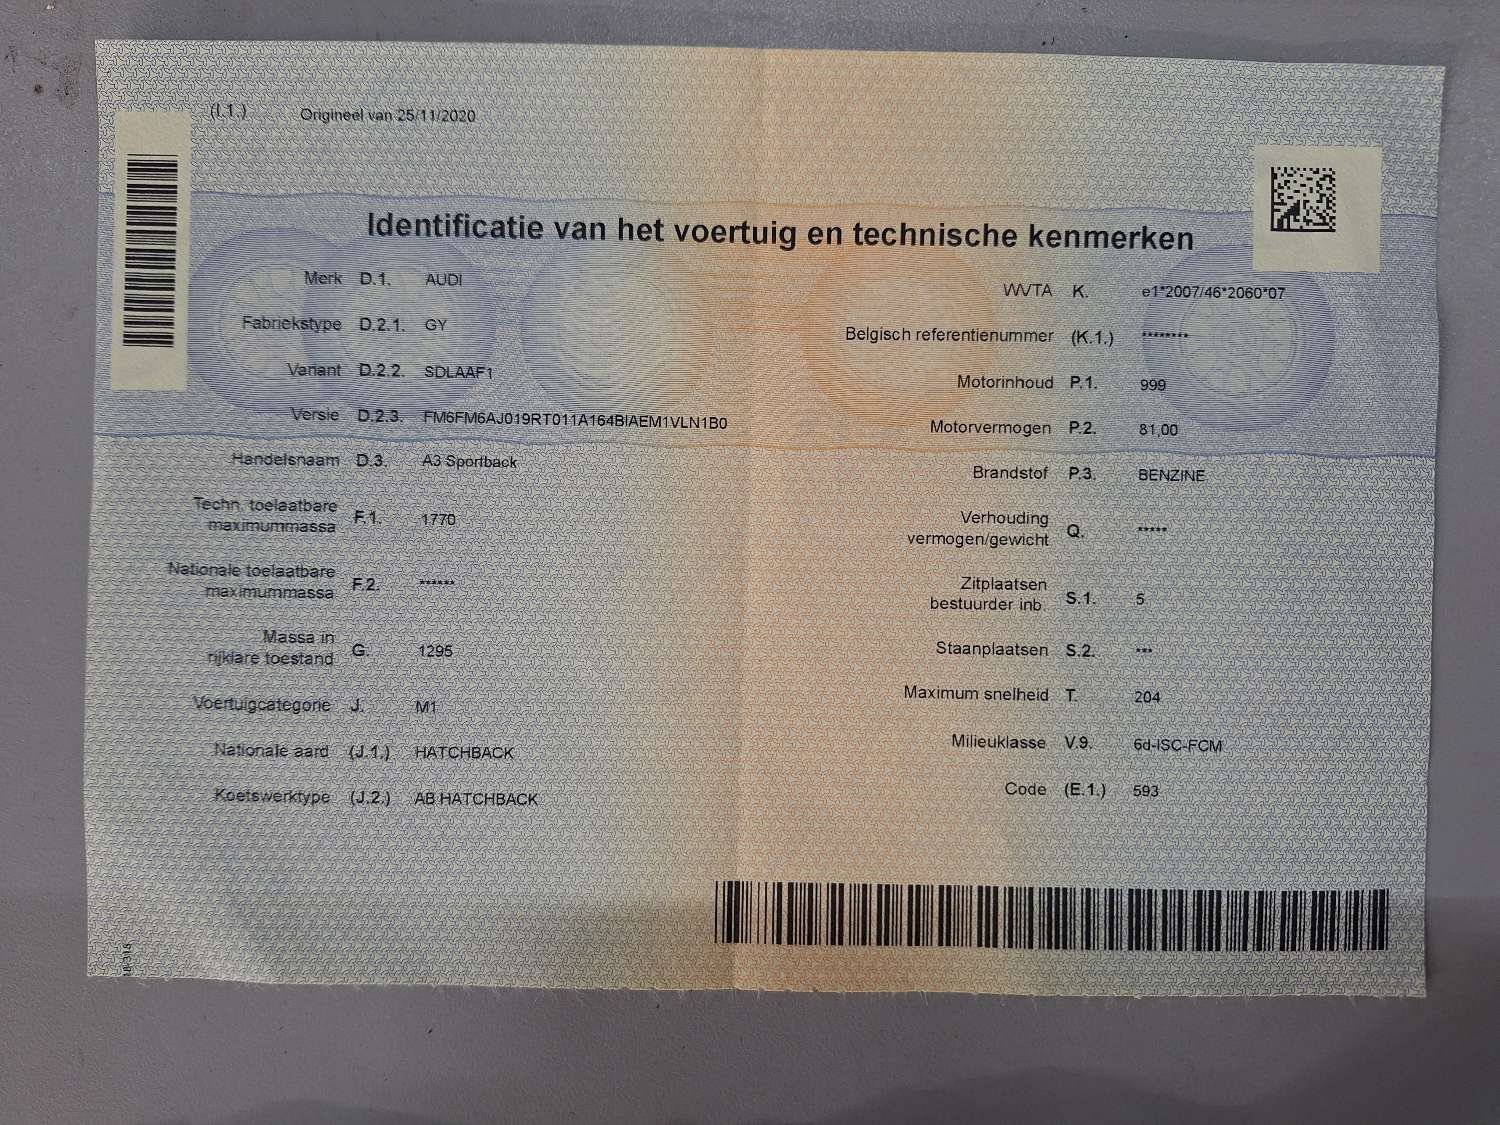 (I.1.) Origineel van 25/11/2020
Identificatie van het voertuig en technische kenmerken
Merk D.1. AUDI
Fabriekstype D.2.1. GY
Variant D.2.2. SDLAAF1
Versie D.2.3. FM6FM6AJ019RT011A164BIAEM1VLN1B0
Handelsnaam D.3. A3 Sportback
Techn. toelaatbare
maximummassa F.1. 1770
Nationale toelaatbare
maximummassa F.2. ******
Massa in
rijklare toestand G. 1295
Voertuigcategorie J. M1
Nationale aard (J.1.) HATCHBACK
Koetswerktype (J.2.) AB HATCHBACK
WVTA K. e1*2007/46*2060*07
Belgisch referentienummer (K.1.) ********
Motorinhoud P.1. 999
Motorvermogen P.2. 81,00
Brandstof P.3. BENZINE
Verhouding
vermogen/gewicht Q. *****
Zitplaatsen
bestuurder inb. S.1. 5
Staanplaatsen S.2. ***
Maximum snelheid T. 204
Milieuklasse V.9. 6d-ISC-FCM
Code (E.1.) 593
18-318